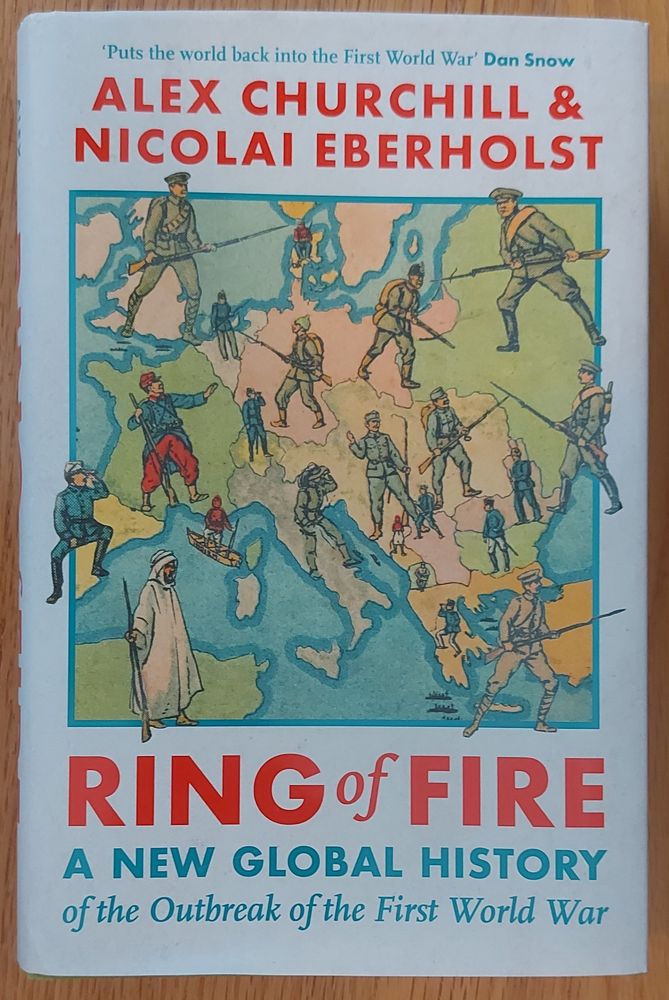 ‘Puts the world back into the First World War’ Dan Snow
ALEX CHURCHILL &
NICOLAI EBERHOLST
RING of FIRE
A NEW GLOBAL HISTORY
of the Outbreak of the First World War